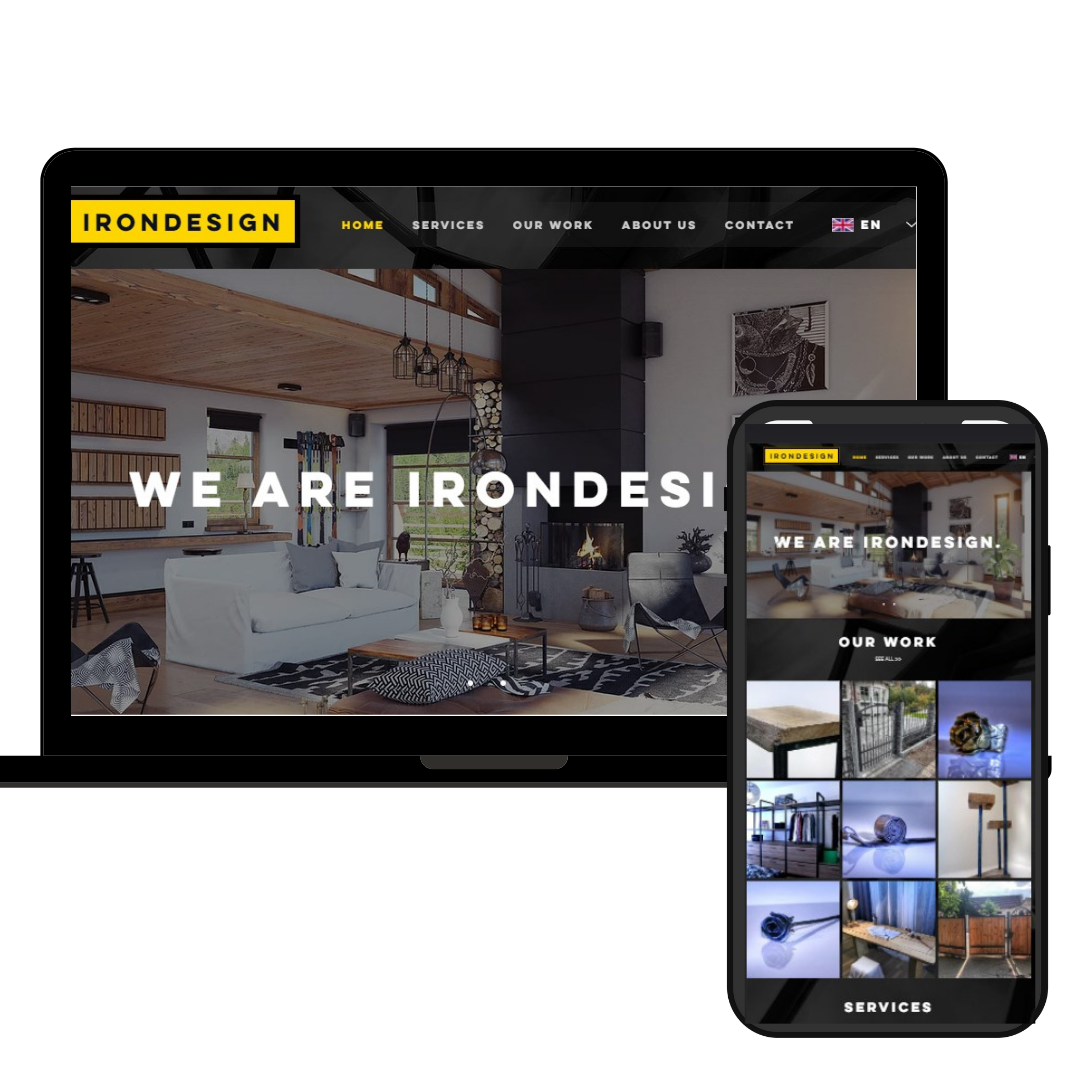 IRONDESIGN
HOME SERVICES OUR WORK ABOUT US CONTACT EN
WE ARE IRONDESI
IRONDESIGN
HOME SERVICES OUR WORK ABOUT US CONTACT EN
WE ARE IRONDESIGN.
OUR WORK
SEE ALL >>
SERVICES